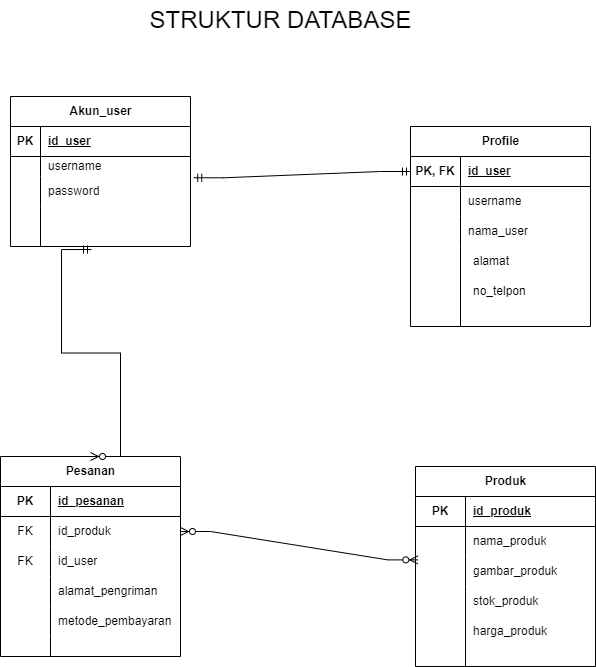 STRUKTUR DATABASE
Akun_user
PK id_user
username
password
Profile
PK, FK id_user
username
nama_user
alamat
no_telpon
Pesanan
PK id_pesanan
FK id_produk
FK id_user
alamat_pengriman
metode_pembayaran
Produk
PK id_produk
nama_produk
gambar_produk
stok_produk
harga_produk